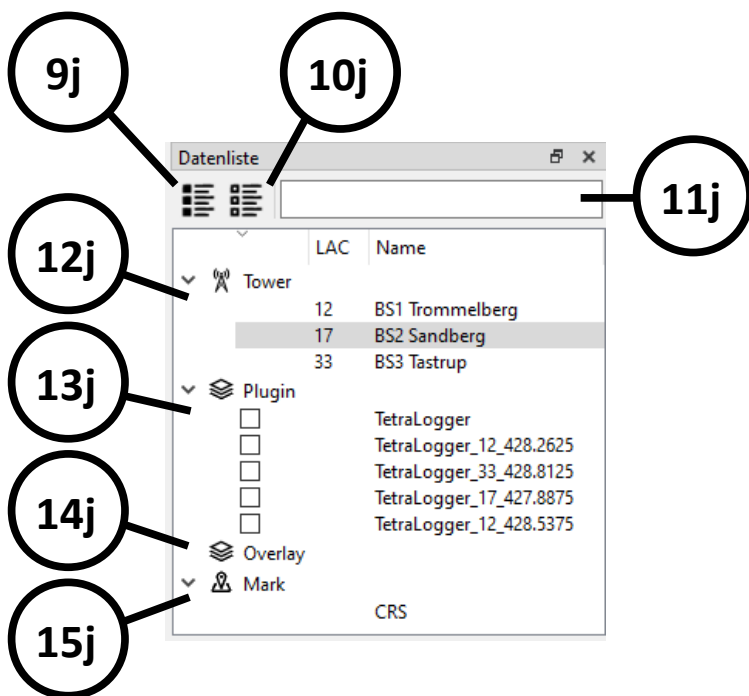 9j
10j
Datenliste
11j
12j
LAC Name
Tower
12 BS1 Trommelberg
17 BS2 Sandberg
33 BS3 Tastrup
13j
Plugin
TetraLogger
TetraLogger_12_428.2625
TetraLogger_33_428.8125
TetraLogger_17_427.8875
TetraLogger_12_428.5375
14j
Overlay
Mark
CRS
15j